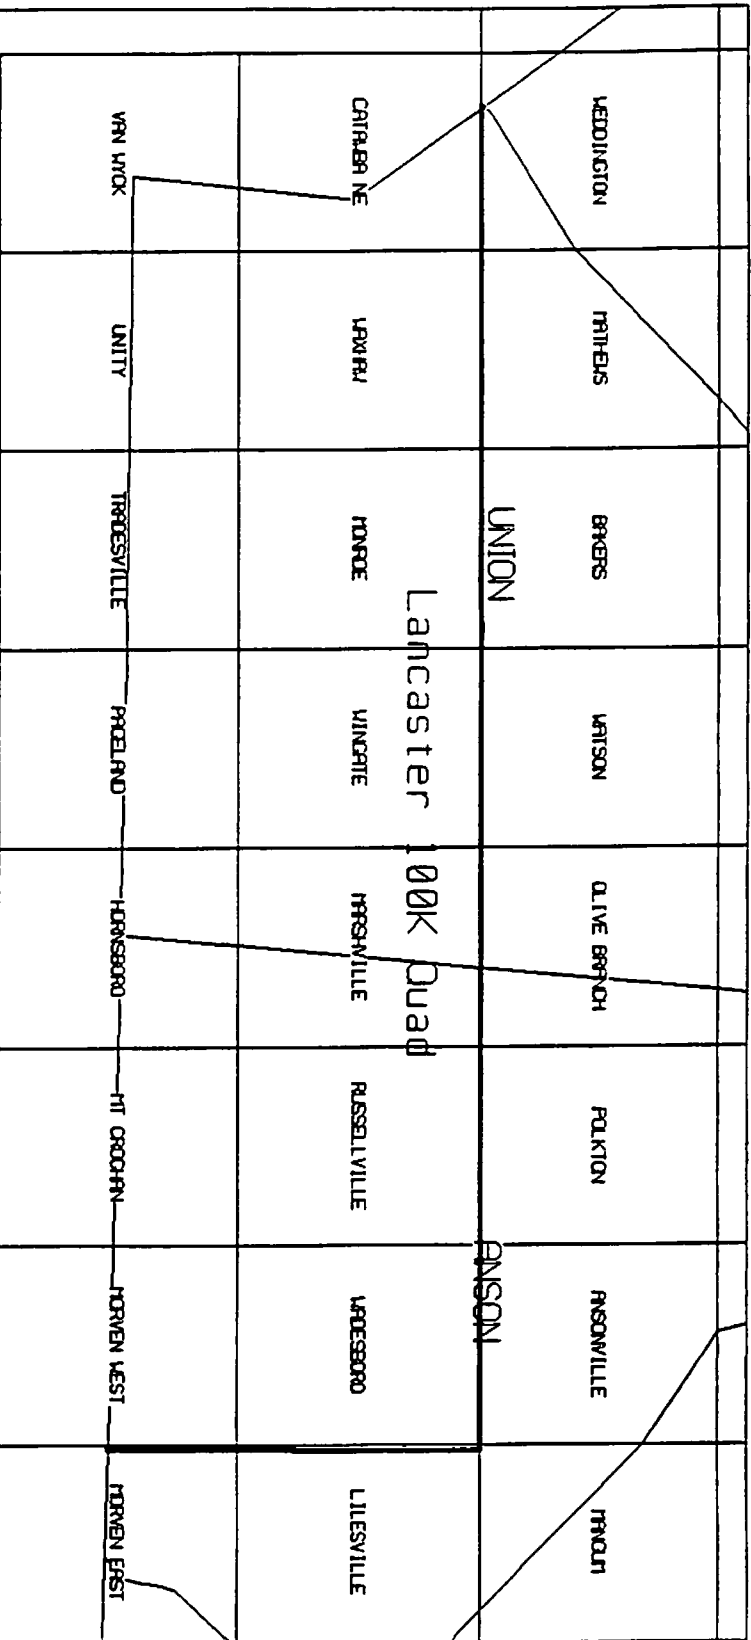 WEDDINGTON
MATHEWS
BAKERS
WATSON
OLIVE BRANCH
POLKTON
ANSONVILLE
MANGUM
UNION
ANSON
Lancaster 100K Quad
CATAWBA NE
WAXHAW
MONROE
WINGATE
MARSHVILLE
RUSSELLVILLE
WADESBORO
LILESVILLE
VAN WYCK
UNITY
TRADESVILLE
PAGELAND
HORNSBORO
MT CROGHAN
MORVEN WEST
MORVEN EAST